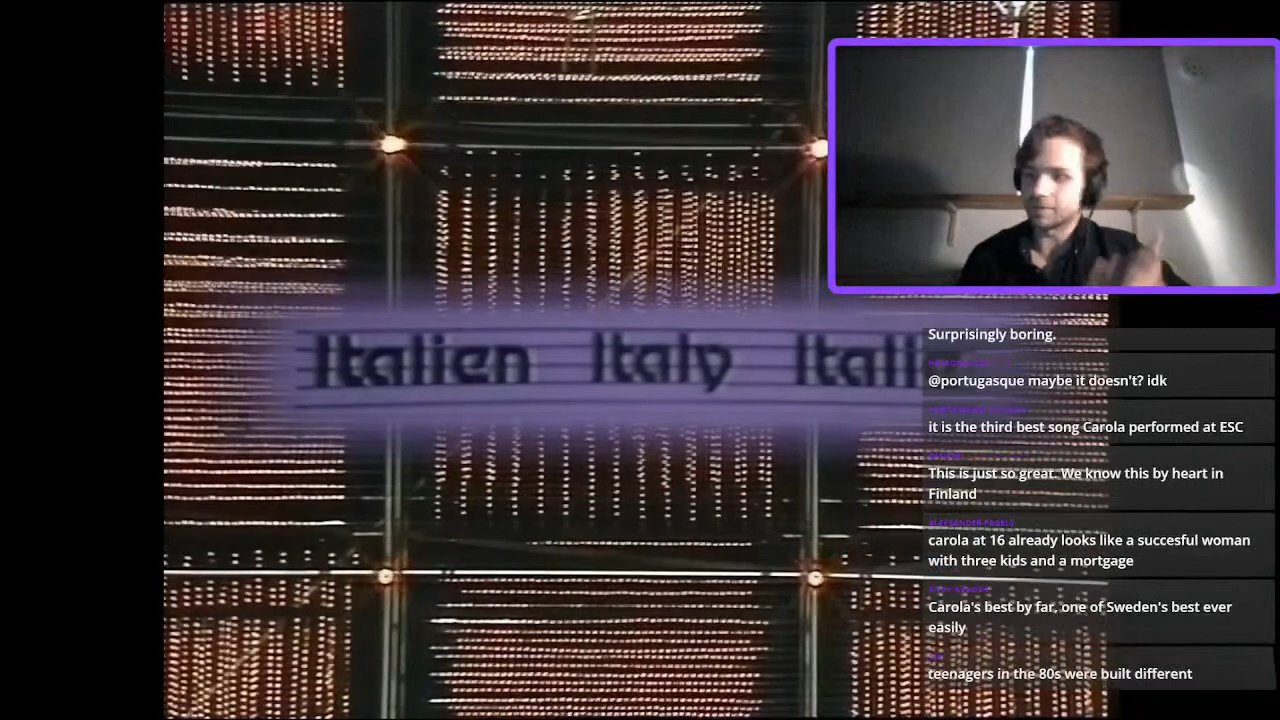 Italien Italy Itali
Surprisingly boring.
@portugasque maybe it doesn't? idk
it is the third best song Carola performed at ESC
This is just so great. We know this by heart in
Finland
ALEKSANDER FAGELE
carola at 16 already looks like a succesful woman
with three kids and a mortgage
Carola's best by far, one of Sweden's best ever
easily
teenagers in the 80s were built different